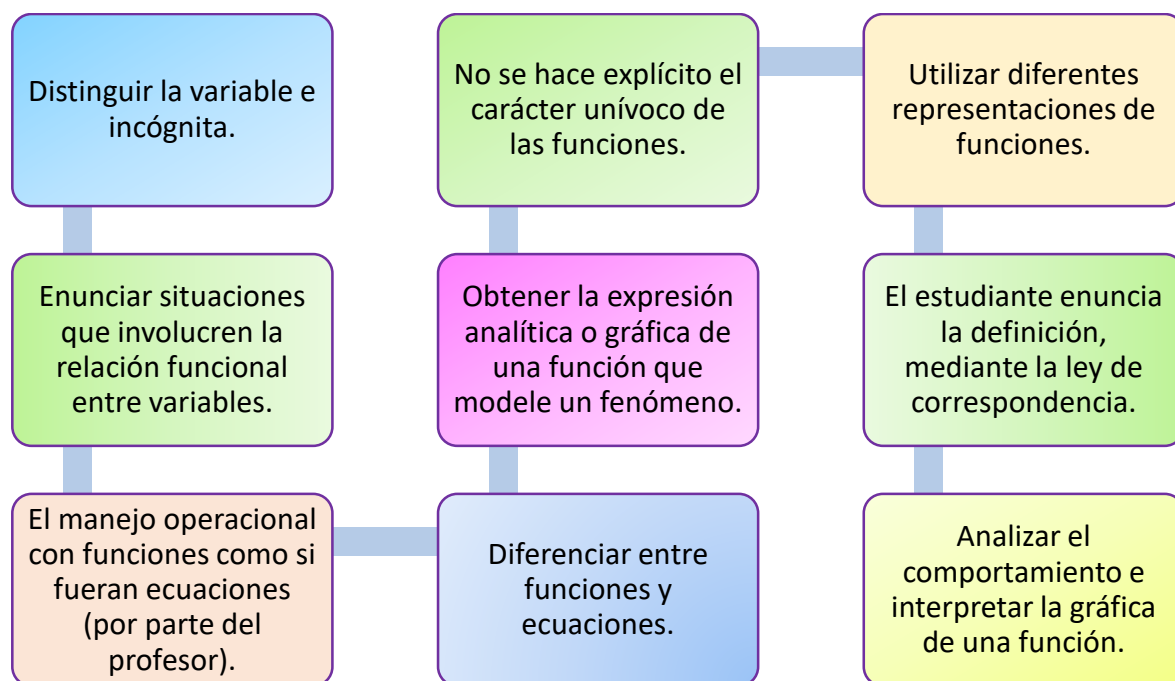 Distinguir la variable e
incógnita.
Enunciar situaciones
que involucren la
relación funcional
entre variables.
El manejo operacional
con funciones como si
fueran ecuaciones
(por parte del
profesor).
Diferenciar entre
funciones y
ecuaciones.
Obtener la expresión
analítica o gráfica de
una función que
modele un fenómeno.
No se hace explícito el
carácter unívoco de
las funciones.
Utilizar diferentes
representaciones de
funciones.
El estudiante enuncia
la definición,
mediante la ley de
correspondencia.
Analizar el
comportamiento e
interpretar la gráfica
de una función.